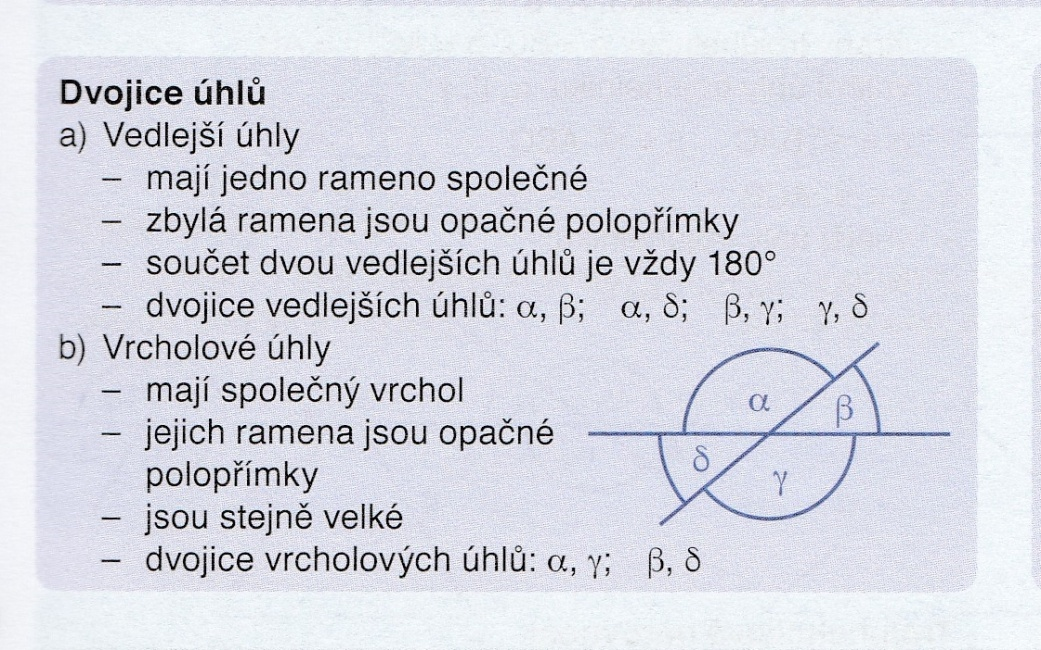 Dvojice úhlů
a) Vedlejší úhly
– mají jedno rameno společné
– zbylá ramena jsou opačné polopřímky
– součet dvou vedlejších úhlů je vždy 180°
– dvojice vedlejších úhlů: α, β; α, δ; β, γ; γ, δ
b) Vrcholové úhly
– mají společný vrchol
– jejich ramena jsou opačné
polopřímky
– jsou stejně velké
– dvojice vrcholových úhlů: α, γ; β, δ
α
β
δ
γ